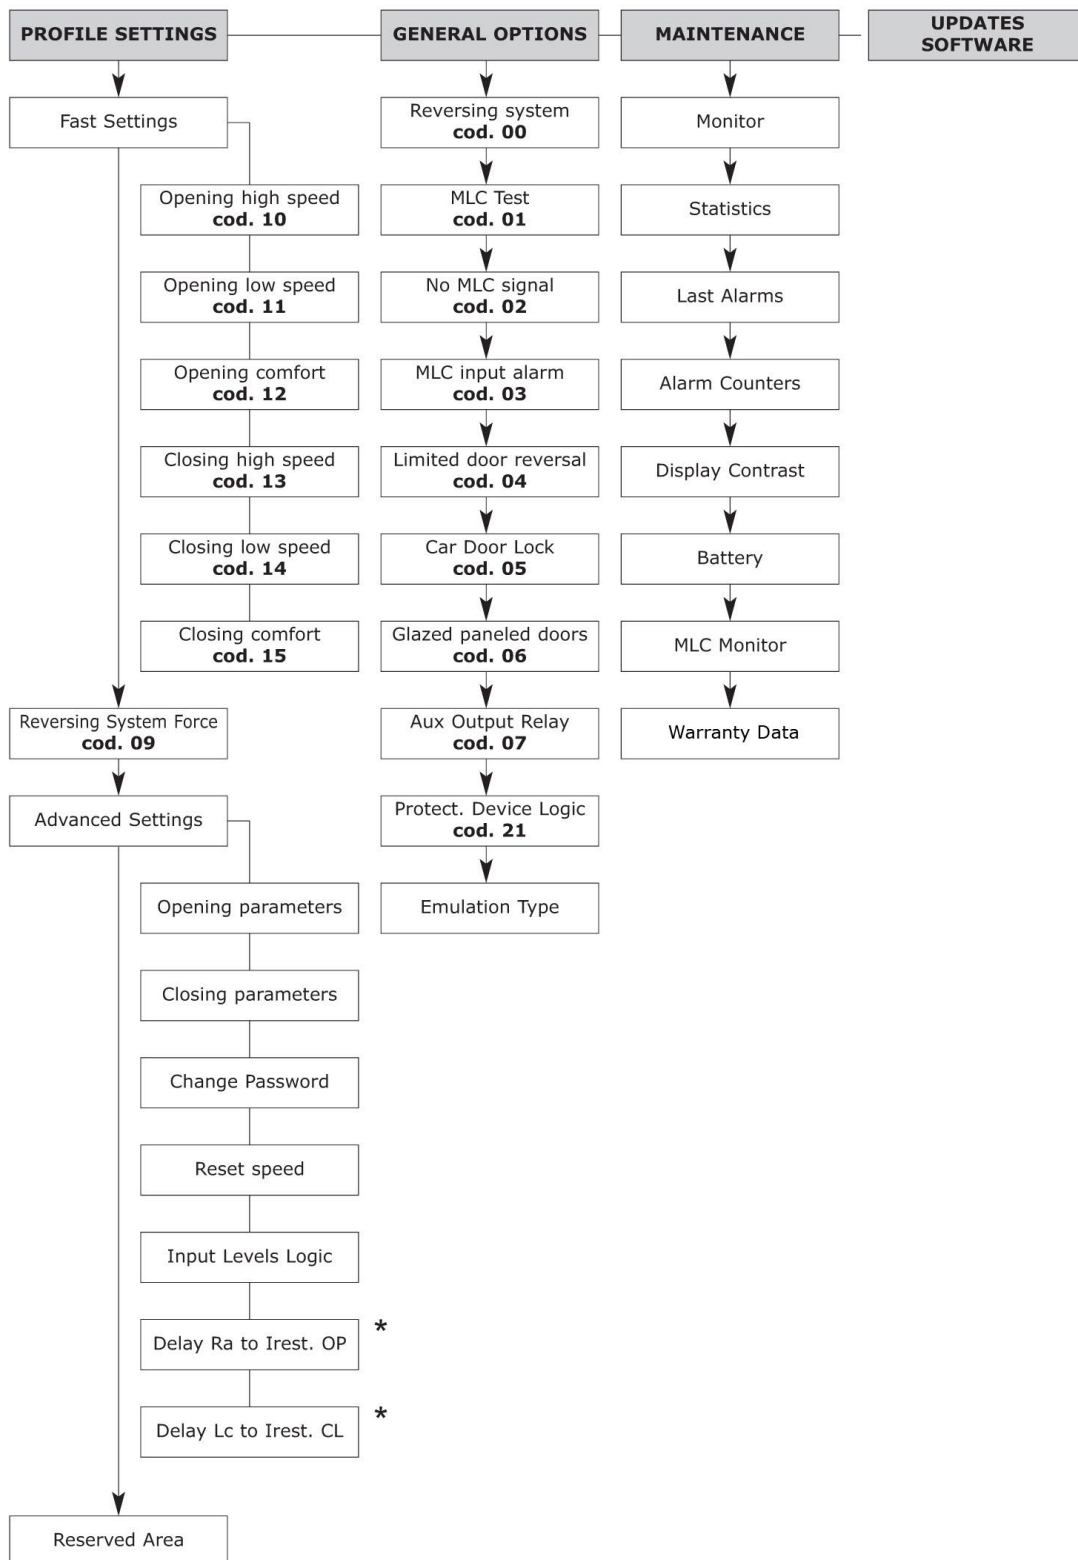 PROFILE SETTINGS
Fast Settings
Opening high speed
cod. 10
Opening low speed
cod. 11
Opening comfort
cod. 12
Closing high speed
cod. 13
Closing low speed
cod. 14
Closing comfort
cod. 15
Reversing System Force
cod. 09
Advanced Settings
Opening parameters
Closing parameters
Change Password
Reset speed
Input Levels Logic
Delay Ra to Irest. OP
*
Delay Lc to Irest. CL
*
Reserved Area
GENERAL OPTIONS
Reversing system
cod. 00
MLC Test
cod. 01
No MLC signal
cod. 02
MLC input alarm
cod. 03
Limited door reversal
cod. 04
Car Door Lock
cod. 05
Glazed paneled doors
cod. 06
Aux Output Relay
cod. 07
Protect. Device Logic
cod. 21
Emulation Type
MAINTENANCE
Monitor
Statistics
Last Alarms
Alarm Counters
Display Contrast
Battery
MLC Monitor
Warranty Data
UPDATES
SOFTWARE